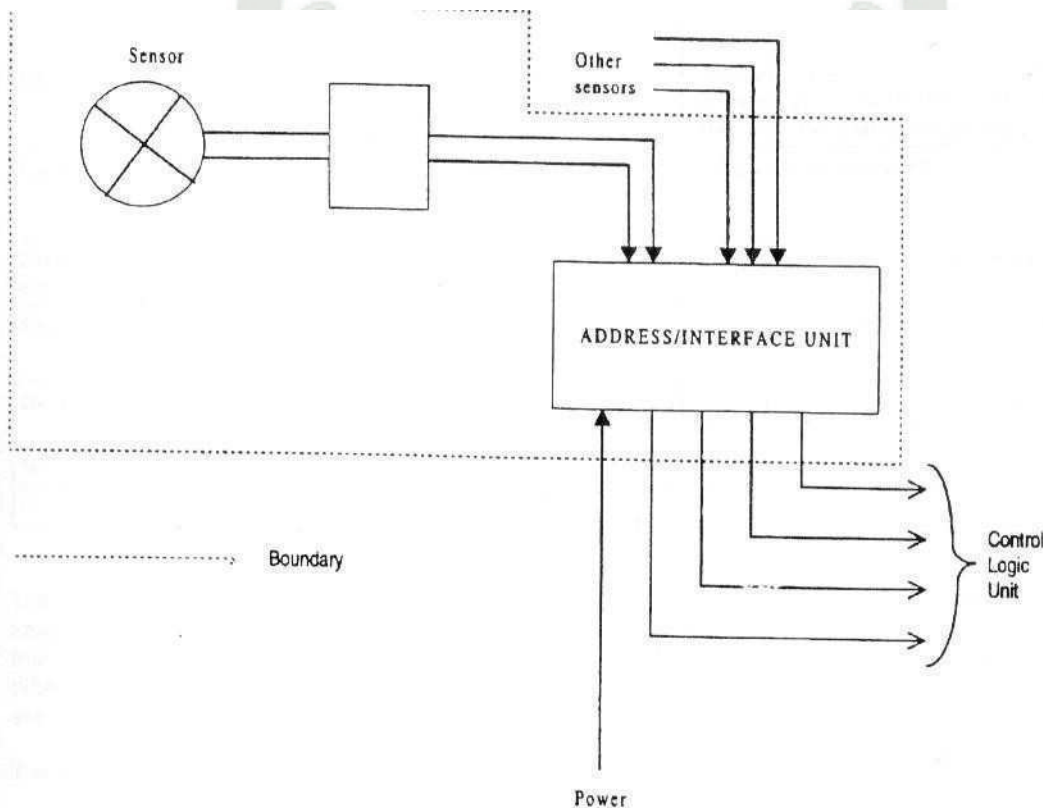 Sensor
Other
sensors
ADDRESS/INTERFACE UNIT
Boundary
Control
Logic
Unit
Power